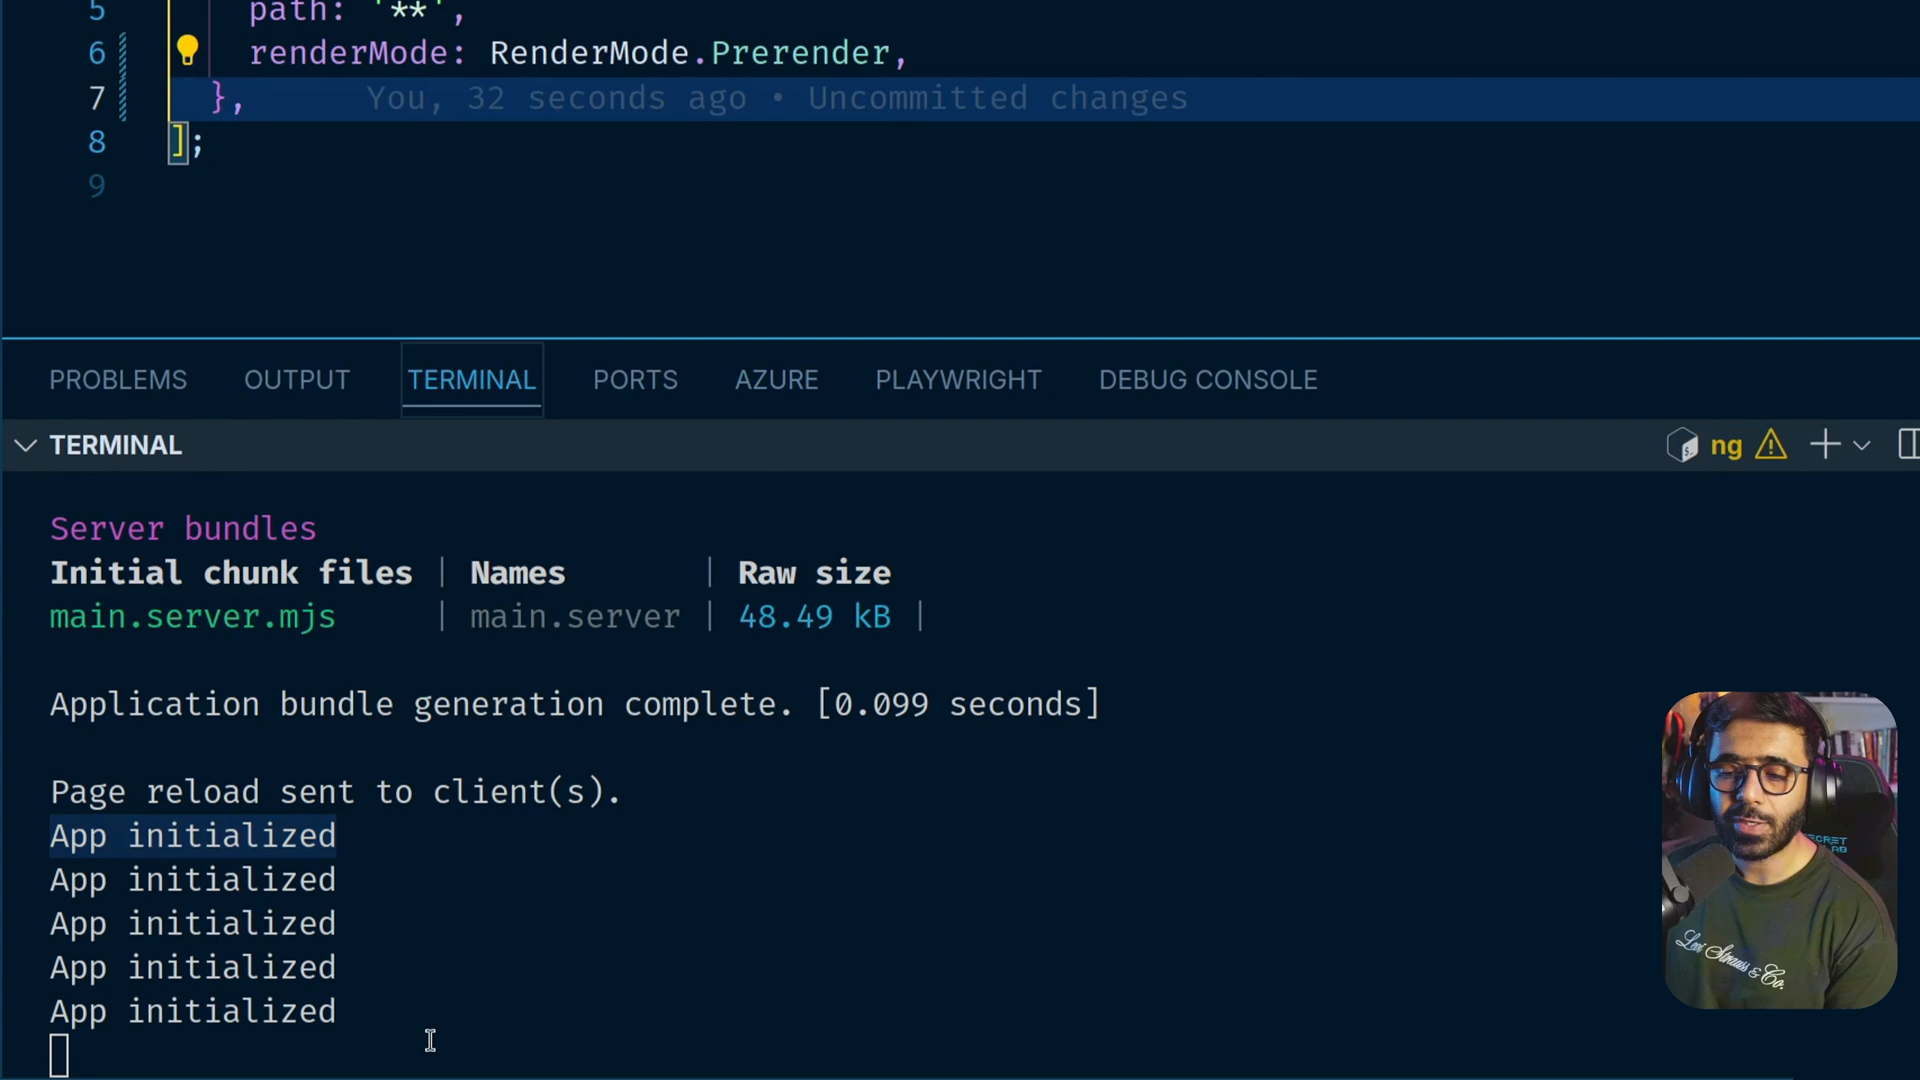 5 path: '**',
6 renderMode: RenderMode.Prerender,
7 }, You, 32 seconds ago • Uncommitted changes
8 ];
9
PROBLEMS OUTPUT TERMINAL PORTS AZURE PLAYWRIGHT DEBUG CONSOLE
TERMINAL ng
Server bundles
Initial chunk files | Names | Raw size
main.server.mjs | main.server | 48.49 kB |
Application bundle generation complete. [0.099 seconds]
Page reload sent to client(s).
App initialized
App initialized
App initialized
App initialized
App initialized
Levi Strauss & Co.